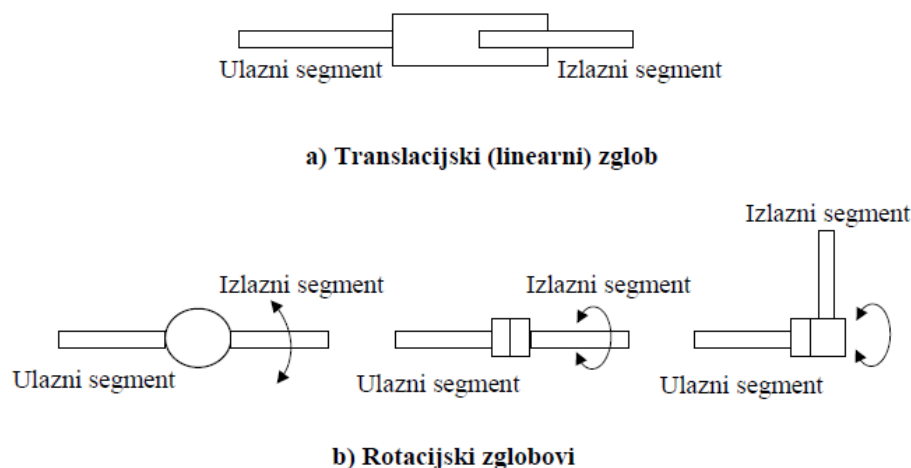 Ulazni segment
Izlazni segment
a) Translacijski (linearni) zglob
Izlazni segment
Ulazni segment
Izlazni segment
Ulazni segment
Izlazni segment
Ulazni segment
b) Rotacijski zglobovi